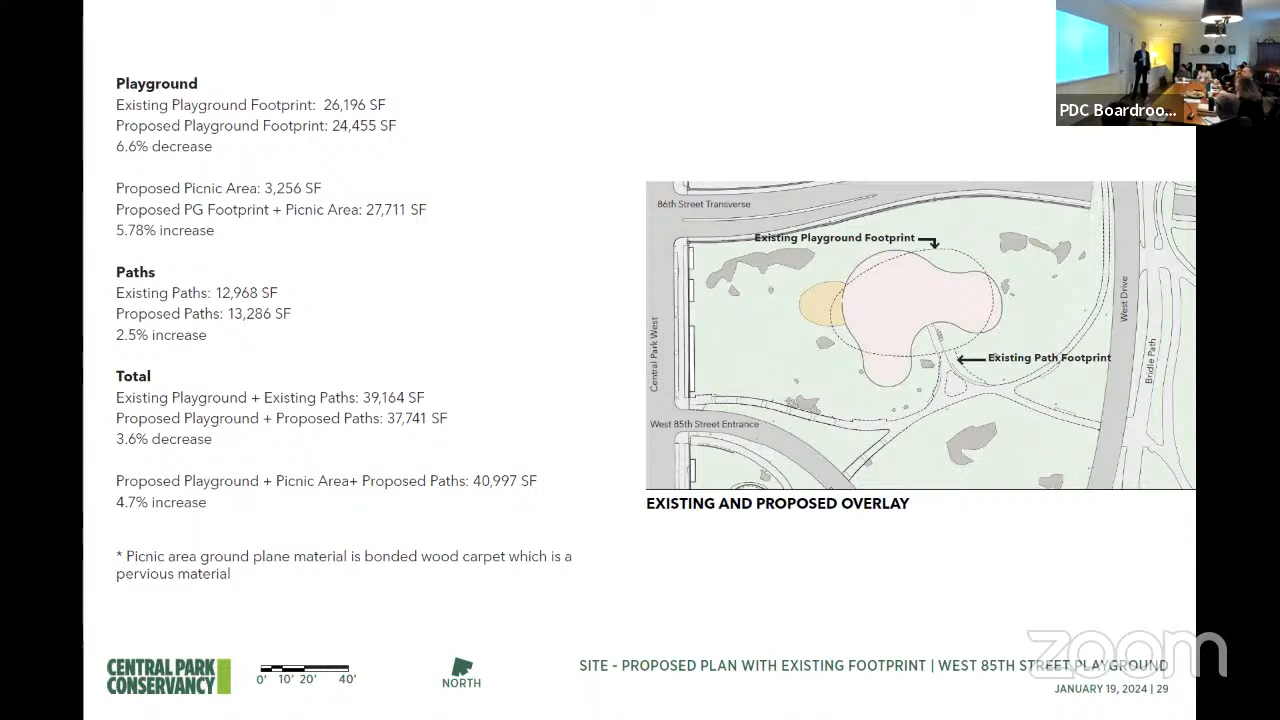 PDC Boardroo...
Playground
Existing Playground Footprint:  26,196 SF
Proposed Playground Footprint: 24,455 SF
6.6% decrease
Proposed Picnic Area: 3,256 SF
Proposed PG Footprint + Picnic Area: 27,711 SF
5.78% increase
Paths
Existing Paths: 12,968 SF
Proposed Paths: 13,286 SF
2.5% increase
Total
Existing Playground + Existing Paths: 39,164 SF
Proposed Playground + Proposed Paths: 37,741 SF
3.6% decrease
Proposed Playground + Picnic Area+ Proposed Paths: 40,997 SF
4.7% increase
* Picnic area ground plane material is bonded wood carpet which is a
pervious material
86th Street Transverse
Existing Playground Footprint
Central Park West
West Drive
Bridle Path
Existing Path Footprint
West 85th Street Entrance
EXISTING AND PROPOSED OVERLAY
CENTRAL PARK
CONSERVANCY
0' 10' 20' 40'
NORTH
SITE - PROPOSED PLAN WITH EXISTING FOOTPRINT | WEST 85TH STREET PLAYGROUND
JANUARY 19, 2024 | 29
zoom